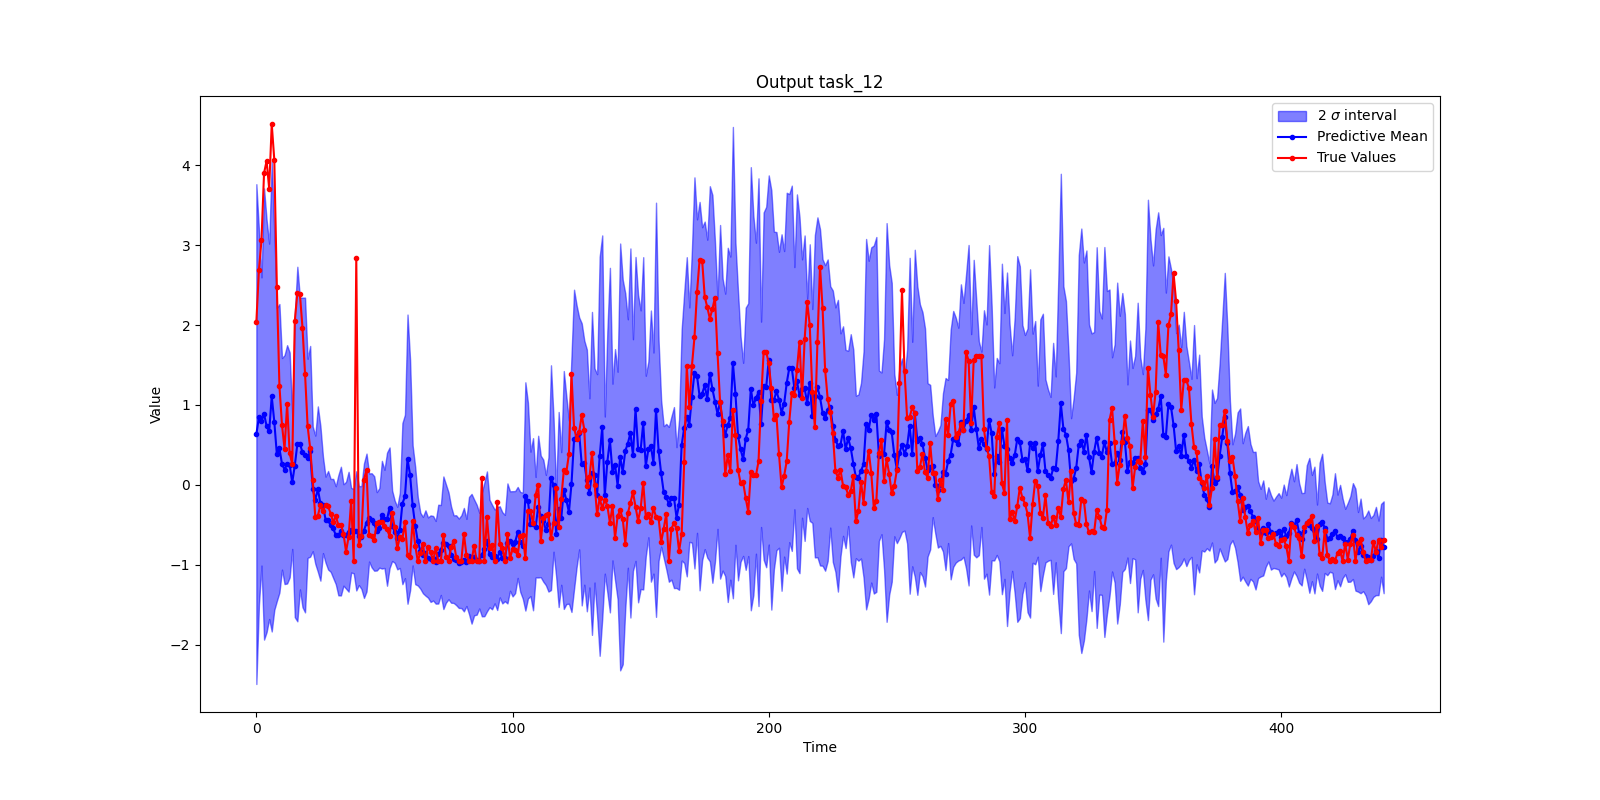 Output task_12
2 σ interval
Predictive Mean
True Values
Value
4
3
2
1
0
−1
−2
0 100 200 300 400
Time